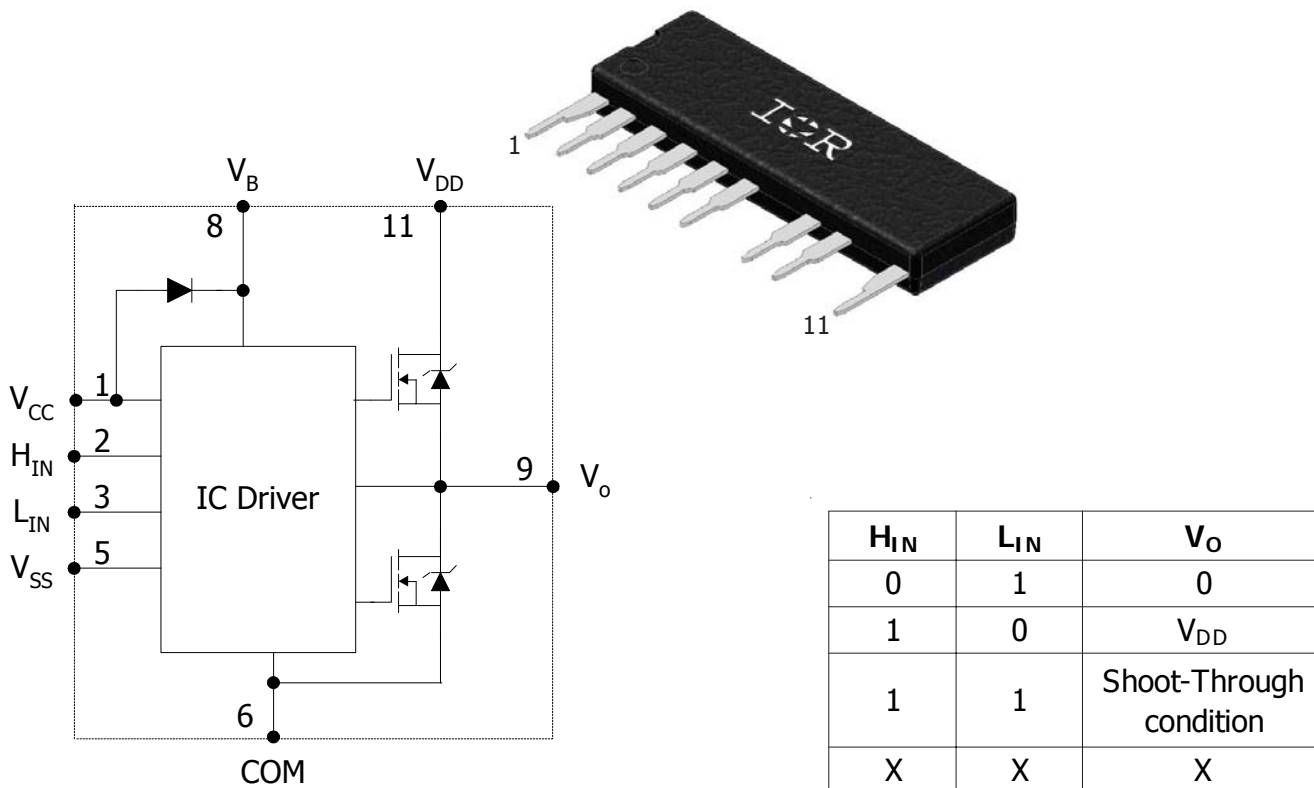 IOR
1
11
V_B
V_DD
8
11
V_CC
1
H_IN
2
L_IN
3
V_SS
5
IC Driver
9
V_o
6
COM
H_IN L_IN V_O
0 1 0
1 0 V_DD
1 1 Shoot-Through
condition
X X X